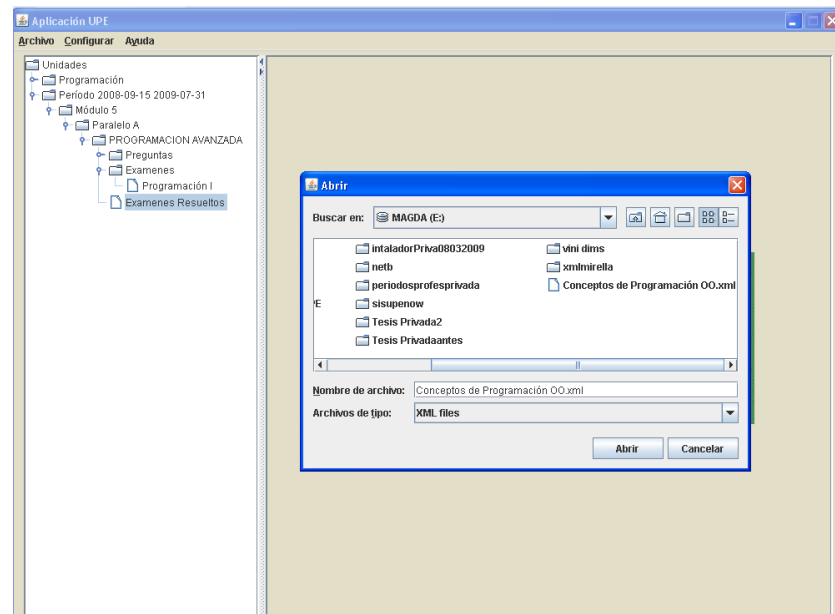 Aplicación UPE
Archivo Configurar Ayuda
Unidades
Programación
Período 2008-09-15 2009-07-31
Módulo 5
Paralelo A
PROGRAMACION AVANZADA
Preguntas
Examenes
Programación I
Examenes Resueltos
Abrir
Buscar en: MAGDA (E:)
intaladorPriva08032009 vini dims
netb xmlmirella
periodosprofesprivada Conceptos de Programación OO.xml
PE sisupenow
Tesis Privada2
Tesis Privadaantes
Nombre de archivo: Conceptos de Programación OO.xml
Archivos de tipo: XML files
Abrir Cancelar